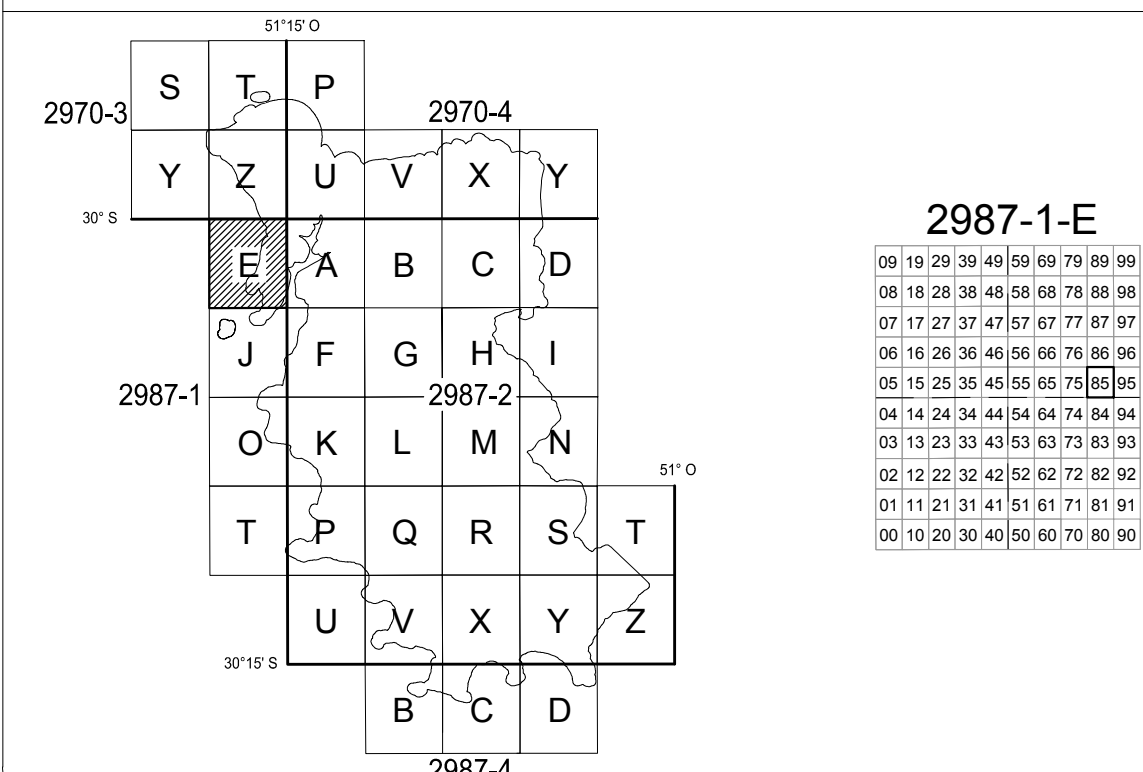 51°15' O
S T P
2970-3 2970-4
Y Z U V X Y
30° S
E A B C D
J F G H I
2987-1 2987-2
O K L M N
51° O
T P Q R S T
U V X Y Z
30°15' S
B C D
2987-4
2987-1-E
09 19 29 39 49 59 69 79 89 99
08 18 28 38 48 58 68 78 88 98
07 17 27 37 47 57 67 77 87 97
06 16 26 36 46 56 66 76 86 96
05 15 25 35 45 55 65 75 85 95
04 14 24 34 44 54 64 74 84 94
03 13 23 33 43 53 63 73 83 93
02 12 22 32 42 52 62 72 82 92
01 11 21 31 41 51 61 71 81 91
00 10 20 30 40 50 60 70 80 90